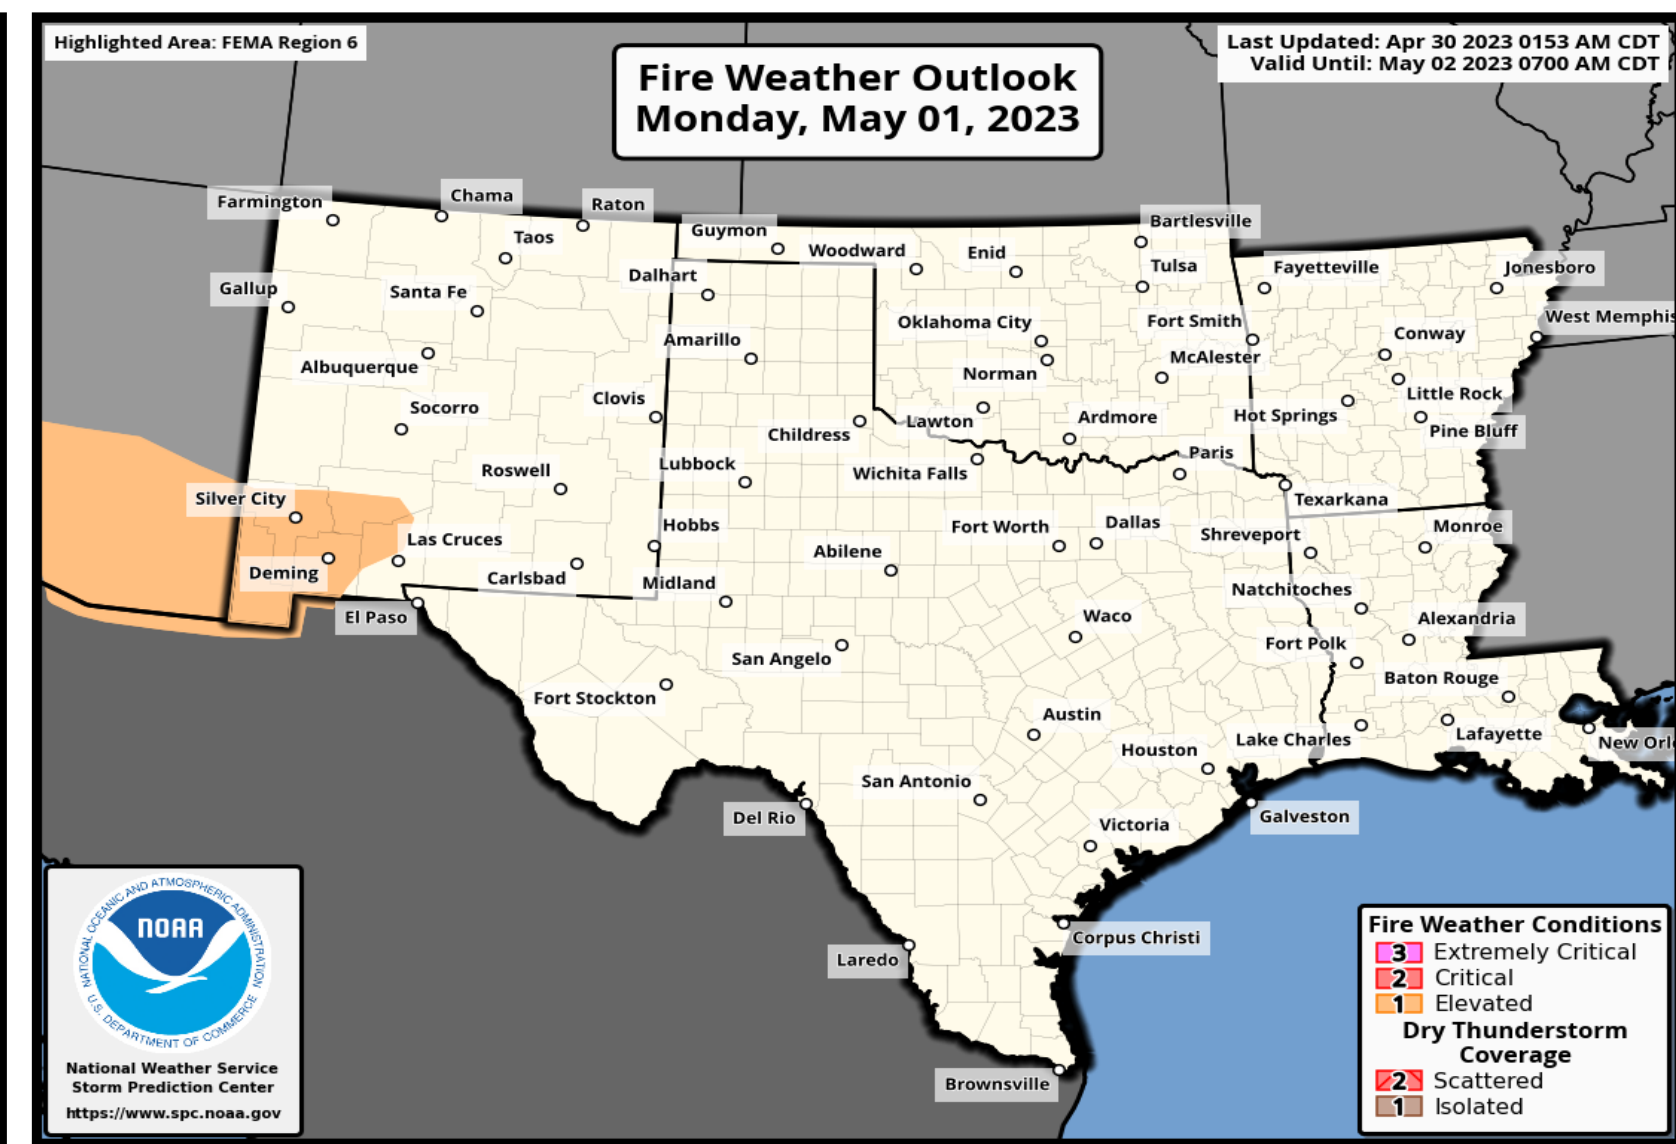 Highlighted Area: FEMA Region 6
Fire Weather Outlook
Monday, May 01, 2023
Last Updated: Apr 30 2023 0153 AM CDT
Valid Until: May 02 2023 0700 AM CDT
Farmington
Chama
Raton
Taos
Guymon
Woodward
Enid
Bartlesville
Tulsa
Fayetteville
Jonesboro
Gallup
Santa Fe
Dalhart
Oklahoma City
Fort Smith
Conway
West Memphis
Albuquerque
Amarillo
Norman
McAlester
Little Rock
Socorro
Clovis
Childress
Lawton
Ardmore
Hot Springs
Pine Bluff
Silver City
Roswell
Lubbock
Wichita Falls
Paris
Texarkana
Deming
Las Cruces
Hobbs
Abilene
Fort Worth
Dallas
Shreveport
Monroe
El Paso
Carlsbad
Midland
Natchitoches
Waco
Alexandria
San Angelo
Fort Polk
Fort Stockton
Baton Rouge
Austin
Houston
Lake Charles
Lafayette
New Orl
San Antonio
Del Rio
Victoria
Galveston
Laredo
Corpus Christi
Brownsville
NATIONAL OCEANIC AND ATMOSPHERIC ADMINISTRATION
NOAA
U.S. DEPARTMENT OF COMMERCE
National Weather Service
Storm Prediction Center
https://www.spc.noaa.gov
Fire Weather Conditions
3 Extremely Critical
2 Critical
1 Elevated
Dry Thunderstorm
Coverage
2 Scattered
1 Isolated